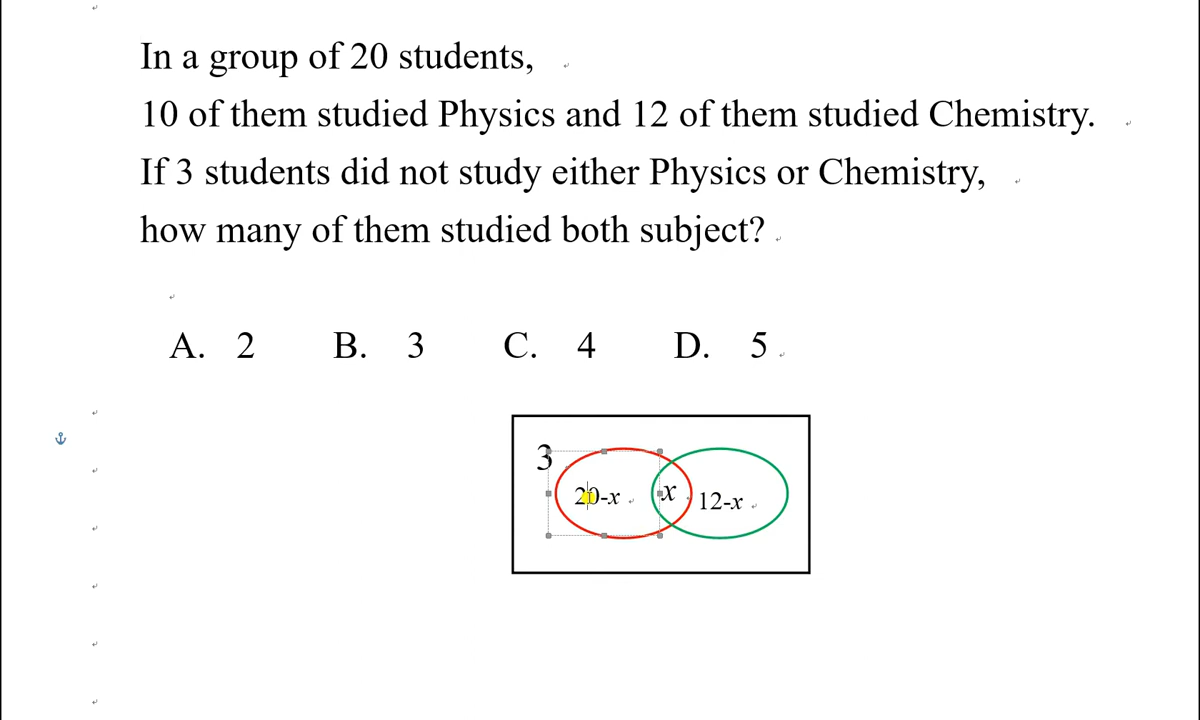 In a group of 20 students,
10 of them studied Physics and 12 of them studied Chemistry.
If 3 students did not study either Physics or Chemistry,
how many of them studied both subject?
A. 2 B. 3 C. 4 D. 5
3
20-x x 12-x